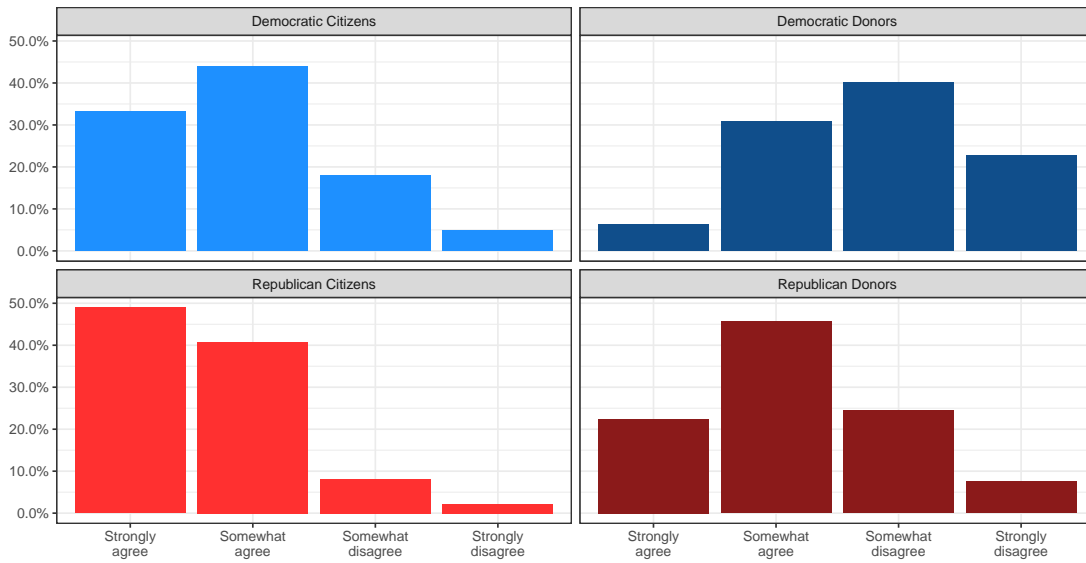 Democratic Citizens
Democratic Donors
50.0%
40.0%
30.0%
20.0%
10.0%
0.0%
Republican Citizens
Republican Donors
50.0%
40.0%
30.0%
20.0%
10.0%
0.0%
Strongly
agree
Somewhat
agree
Somewhat
disagree
Strongly
disagree
Strongly
agree
Somewhat
agree
Somewhat
disagree
Strongly
disagree